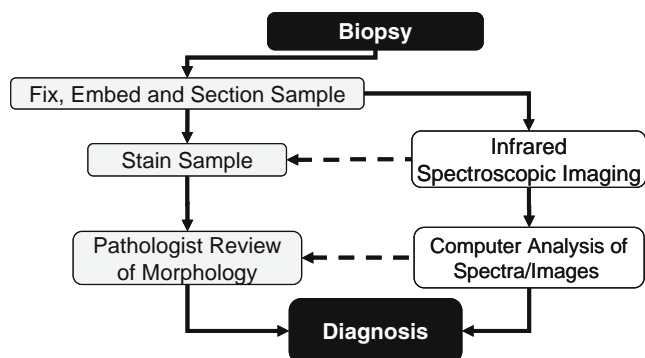 Biopsy
Fix, Embed and Section Sample
Stain Sample
Infrared
Spectroscopic Imaging
Pathologist Review
of Morphology
Computer Analysis of
Spectra/Images
Diagnosis